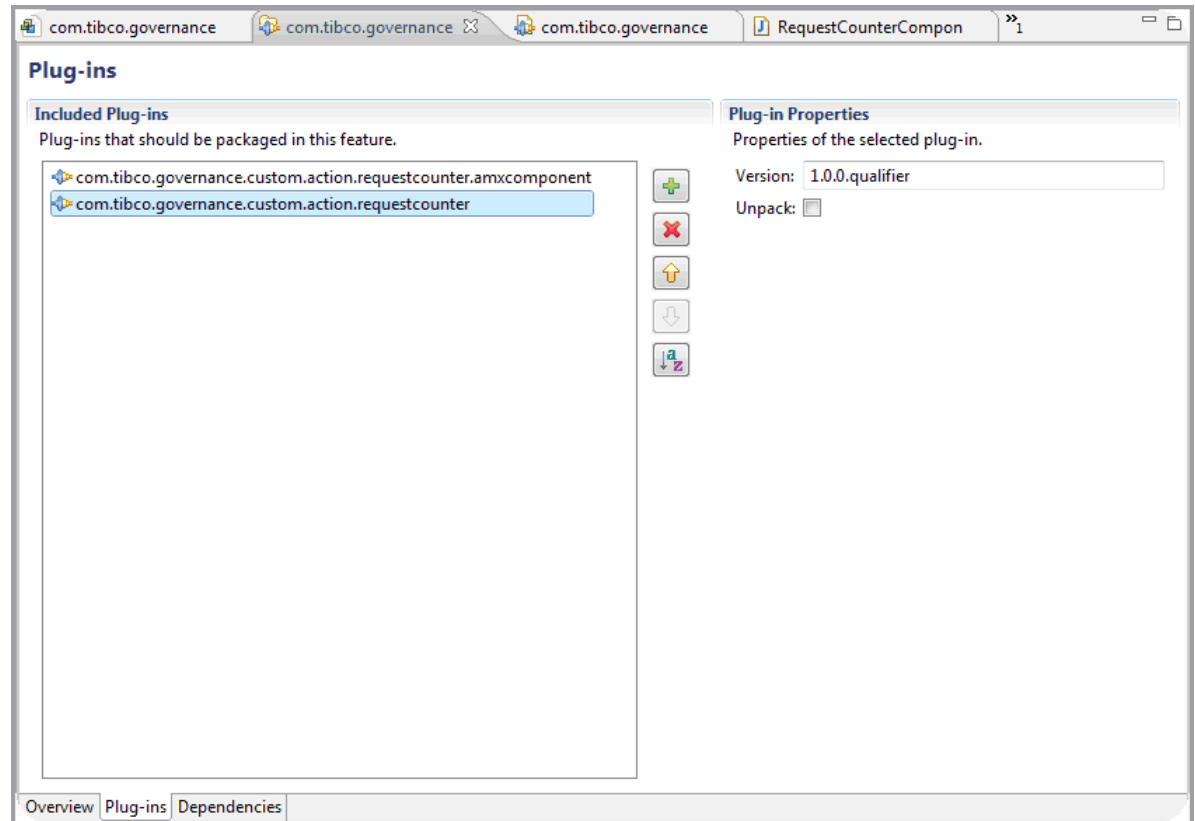 com.tibco.governance
com.tibco.governance
com.tibco.governance
RequestCounterCompon
»1
Plug-ins
Included Plug-ins
Plug-ins that should be packaged in this feature.
com.tibco.governance.custom.action.requestcounter.amxcomponent
com.tibco.governance.custom.action.requestcounter
a
z
Plug-in Properties
Properties of the selected plug-in.
Version: 1.0.0.qualifier
Unpack:
Overview Plug-ins Dependencies